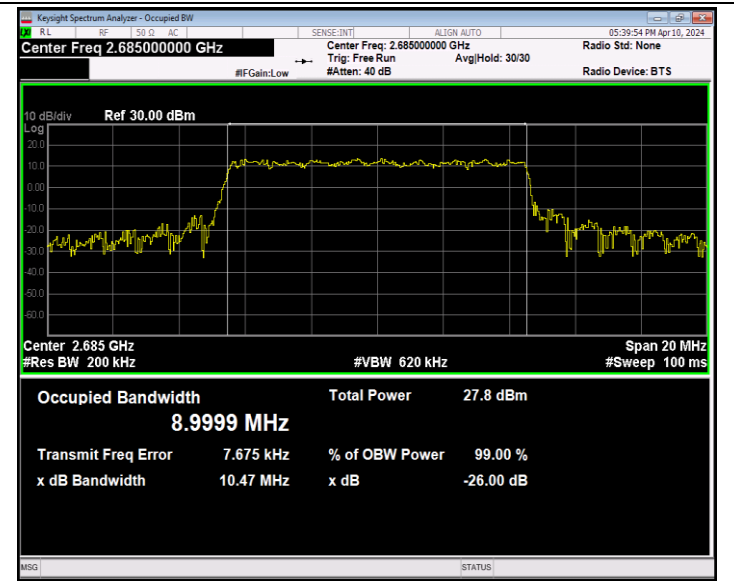 Keysight Spectrum Analyzer - Occupied BW
RL RF 50 Ω AC SENSE:INT ALIGN AUTO 05:39:54 PM Apr 10, 2024
Center Freq 2.685000000 GHz Center Freq: 2.685000000 GHz Radio Std: None
Trig: Free Run Avg|Hold: 30/30
#IFGain:Low #Atten: 40 dB Radio Device: BTS
10 dB/div Ref 30.00 dBm
Log
20.0
10.0
0.00
-10.0
-20.0
-30.0
-40.0
-50.0
-60.0
Center 2.685 GHz Span 20 MHz
#Res BW 200 kHz #VBW 620 kHz #Sweep 100 ms
Occupied Bandwidth Total Power 27.8 dBm
8.9999 MHz
Transmit Freq Error 7.675 kHz % of OBW Power 99.00 %
x dB Bandwidth 10.47 MHz x dB -26.00 dB
MSG STATUS